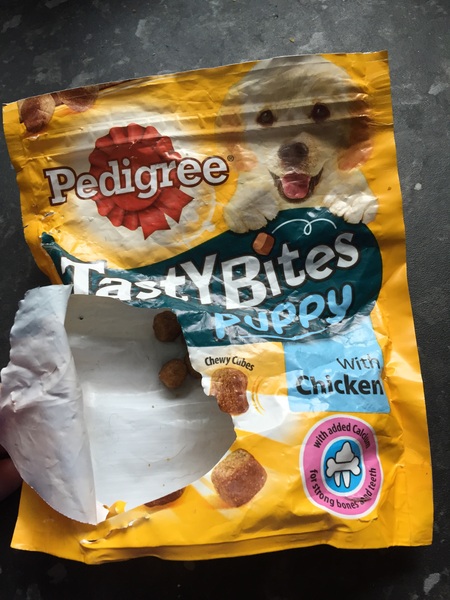 Pedigree®
TastyBites
Puppy
Chewy Cubes
With
Chicken
with added Calcium
for strong bones and teeth